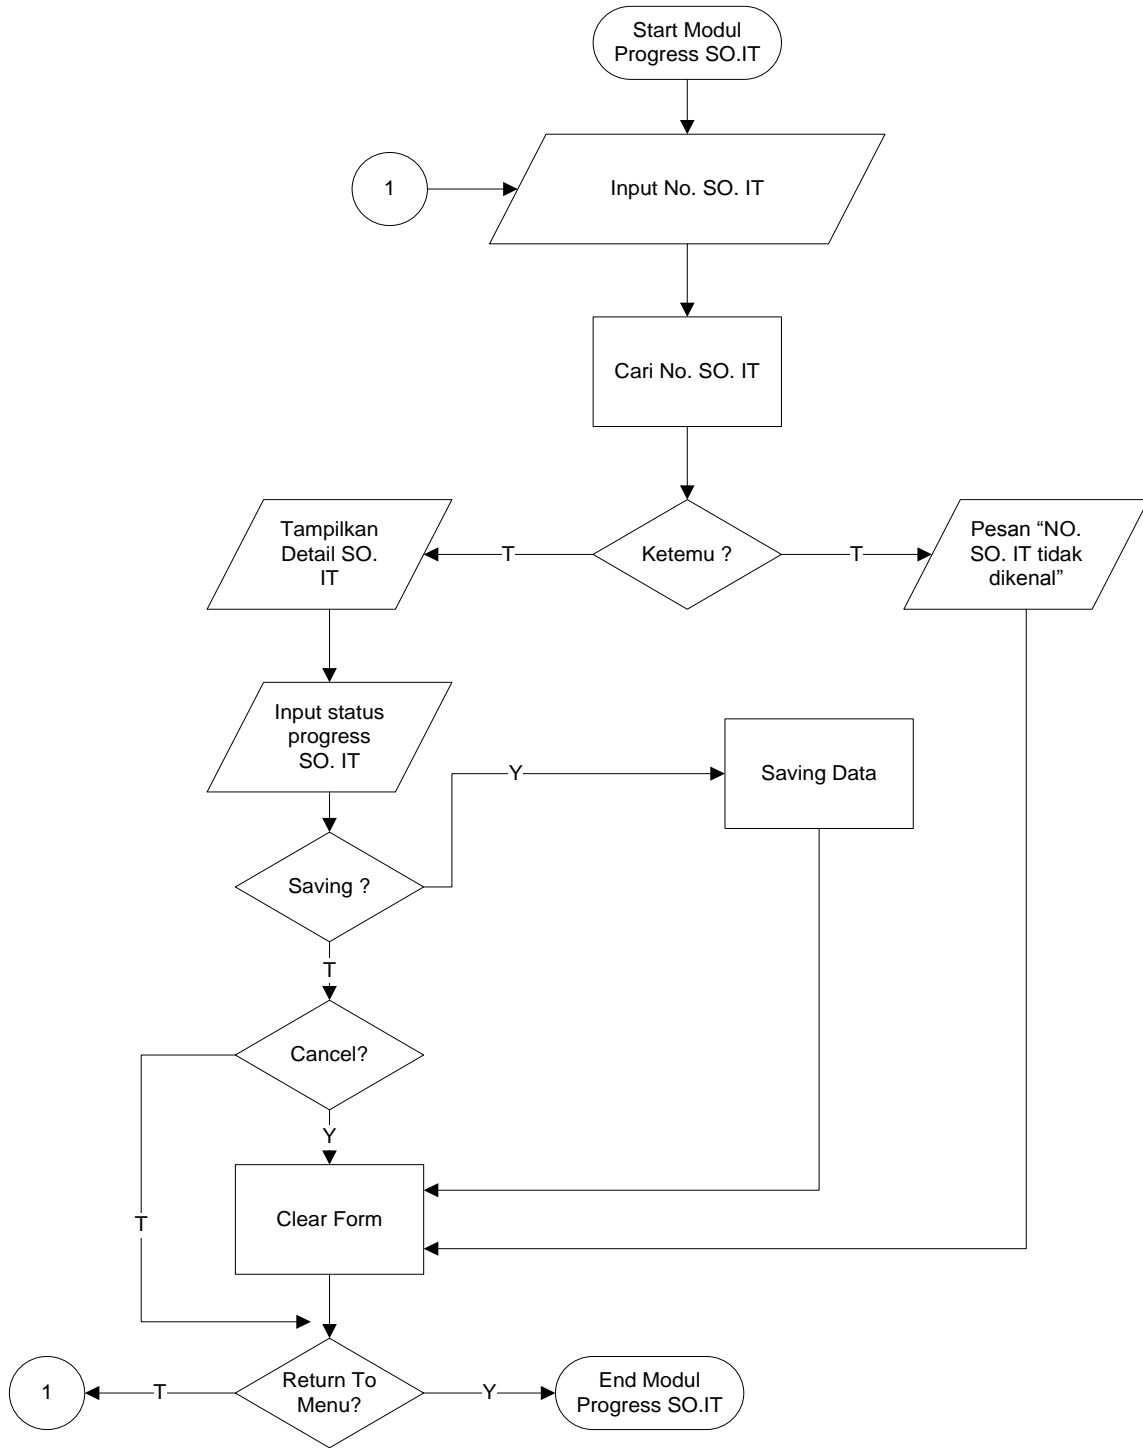 Start Modul
Progress SO.IT
1
Input No. SO. IT
Cari No. SO. IT
Tampilkan
Detail SO.
IT
T
Ketemu ?
T
Pesan “NO.
SO. IT tidak
dikenal”
Input status
progress
SO. IT
Y
Saving Data
Saving ?
T
Cancel?
Y
Clear Form
T
1
T
Return To
Menu?
Y
End Modul
Progress SO.IT